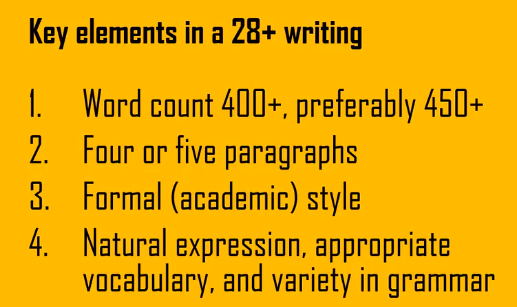 Key elements in a 28+ writing
1. Word count 400+, preferably 450+
2. Four or five paragraphs
3. Formal (academic) style
4. Natural expression, appropriate
vocabulary, and variety in grammar